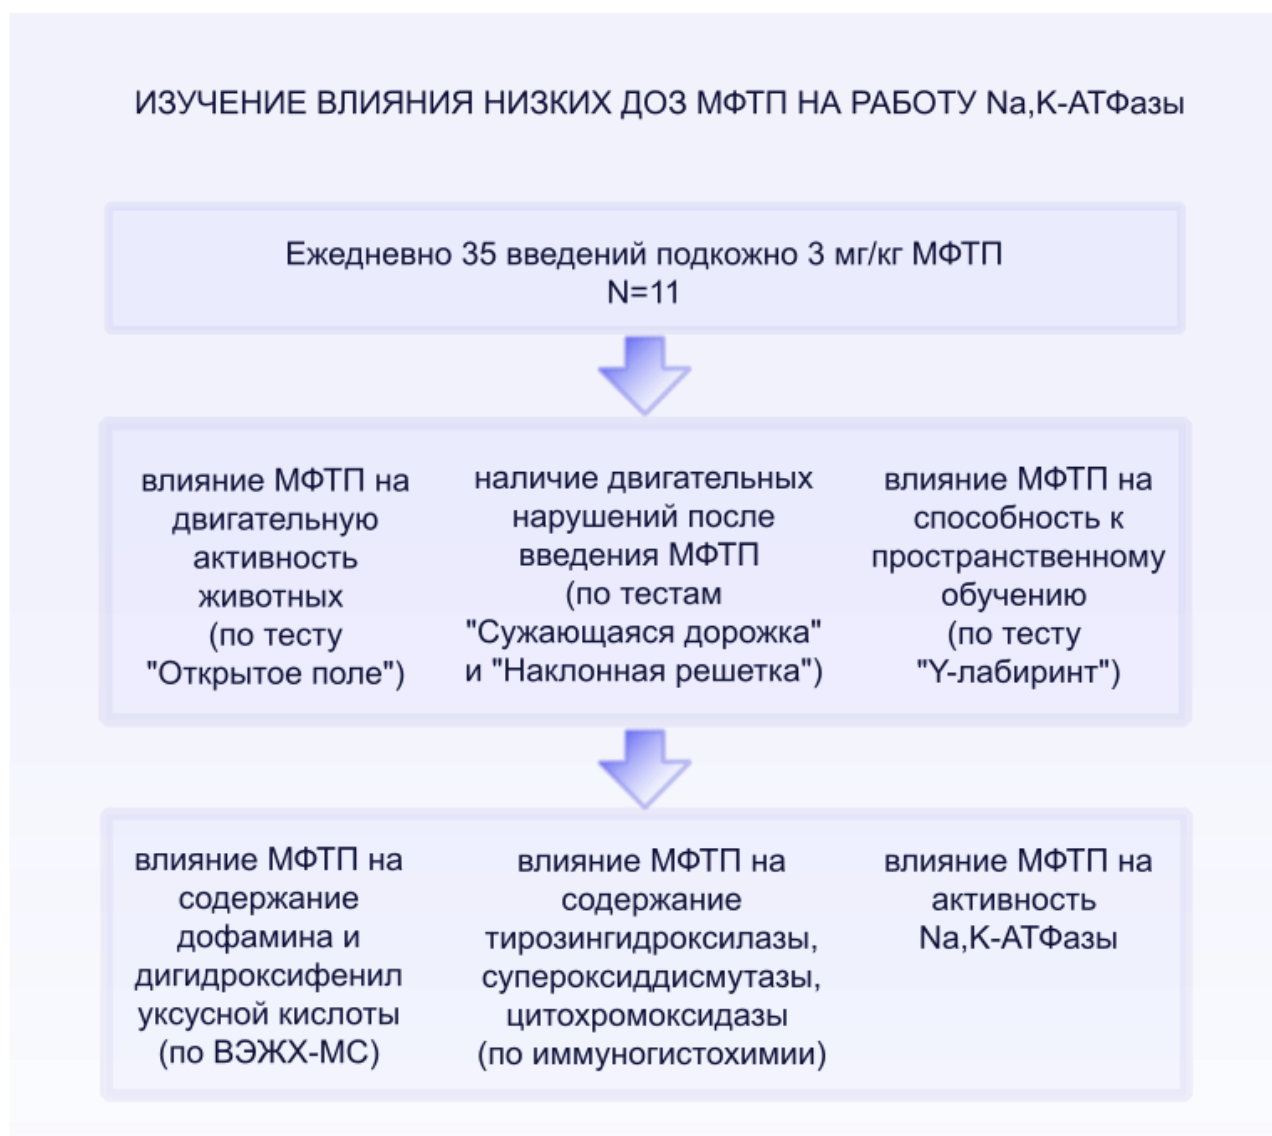 ИЗУЧЕНИЕ ВЛИЯНИЯ НИЗКИХ ДОЗ МФТП НА РАБОТУ Na,K-АТФазы
Ежедневно 35 введений подкожно 3 мг/кг МФТП
N=11
влияние МФТП на
двигательную
активность
животных
(по тесту
"Открытое поле")
наличие двигательных
нарушений после
введения МФТП
(по тестам
"Сужающаяся дорожка"
и "Наклонная решетка")
влияние МФТП на
способность к
пространственному
обучению
(по тесту
"Y-лабиринт")
влияние МФТП на
содержание
дофамина и
дигидроксифенил
уксусной кислоты
(по ВЭЖХ-МС)
влияние МФТП на
содержание
тирозингидроксилазы,
супероксиддисмутазы,
цитохромоксидазы
(по иммуногистохимии)
влияние МФТП на
активность
Na,K-АТФазы